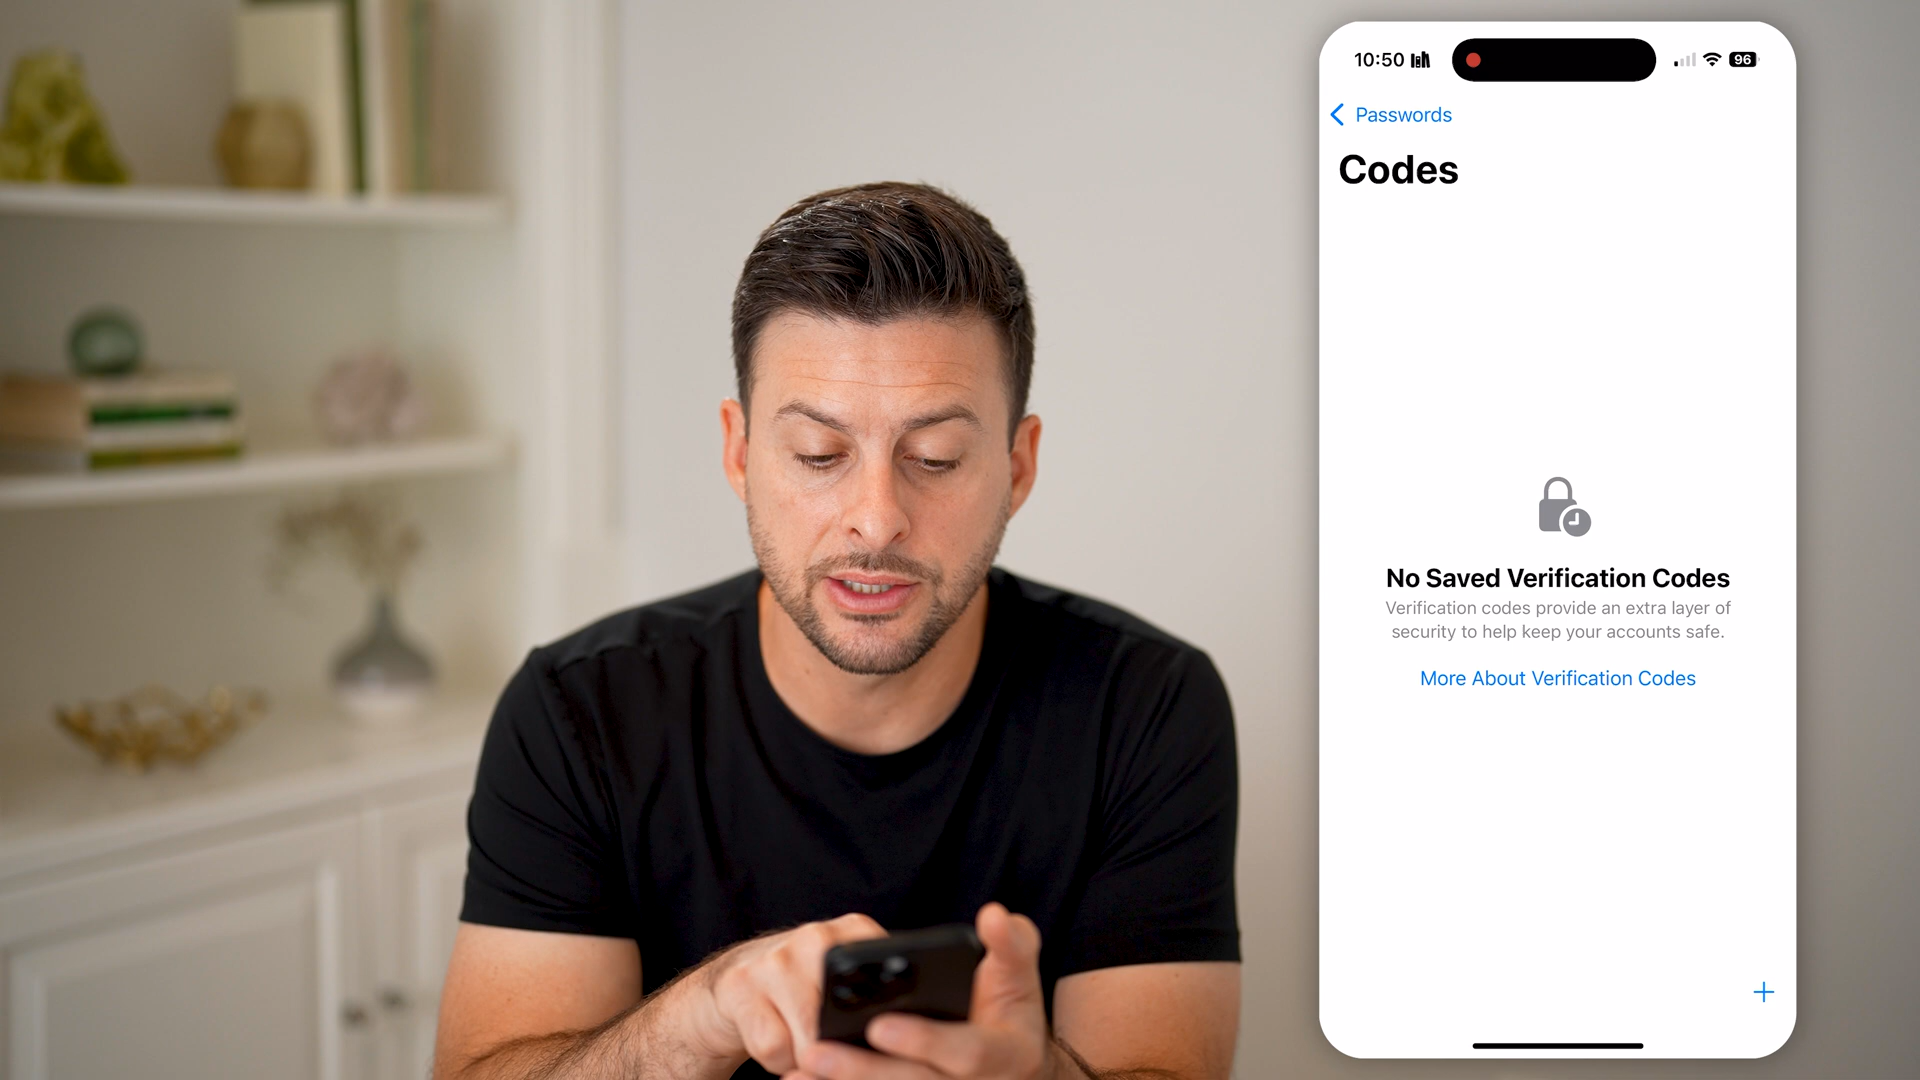 10:50
96
Passwords
Codes
No Saved Verification Codes
Verification codes provide an extra layer of
security to help keep your accounts safe.
More About Verification Codes